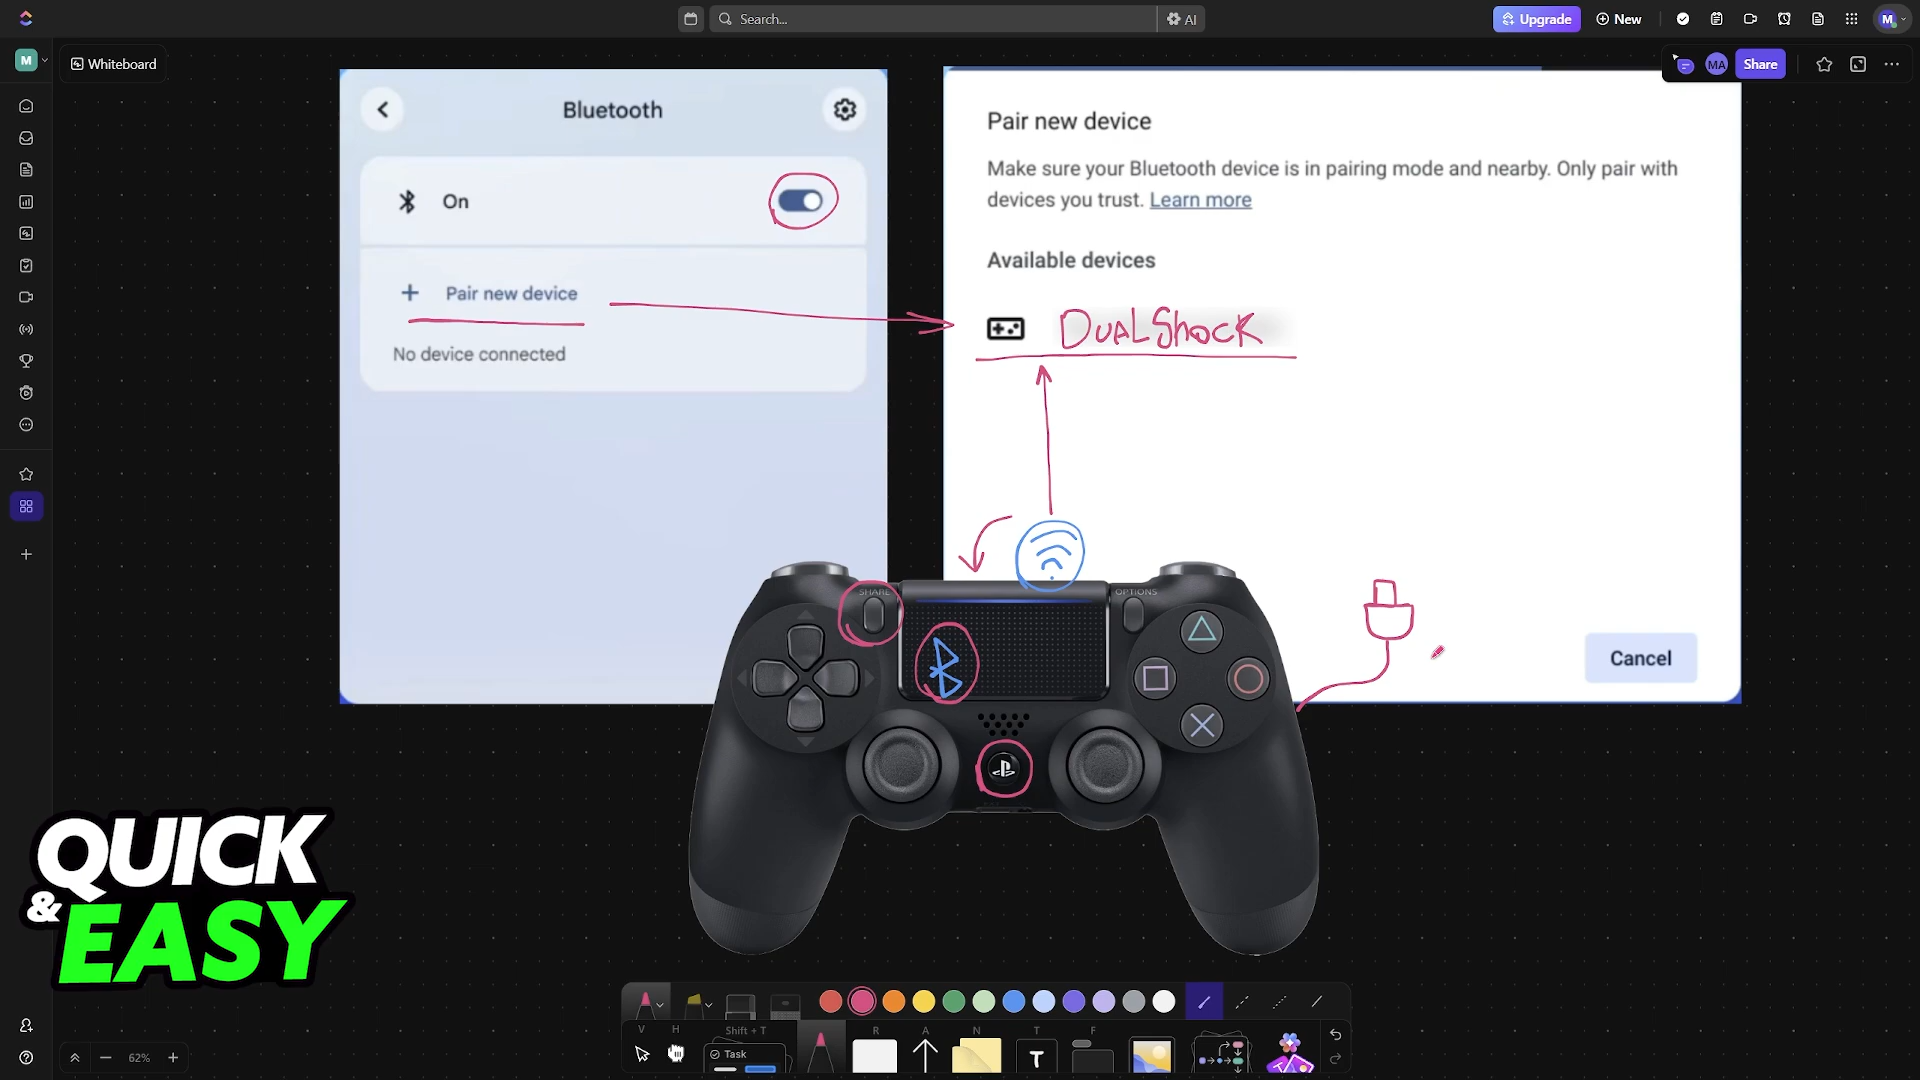 Search...
AI
Upgrade
New
M
M
Whiteboard
MA
Share
Bluetooth
On
Pair new device
No device connected
Pair new device
Make sure your Bluetooth device is in pairing mode and nearby. Only pair with
devices you trust. Learn more
Available devices
DUALShock
Cancel
SHARE
OPTIONS
QUICK
&EASY
V
H
Shift + T
R
A
N
T
F
Task
T
62%